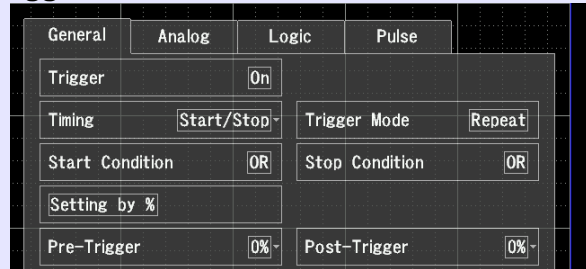 General Analog Logic Pulse
Trigger On
Timing Start/Stop Trigger Mode Repeat
Start Condition OR Stop Condition OR
Setting by %
Pre-Trigger 0% Post-Trigger 0%